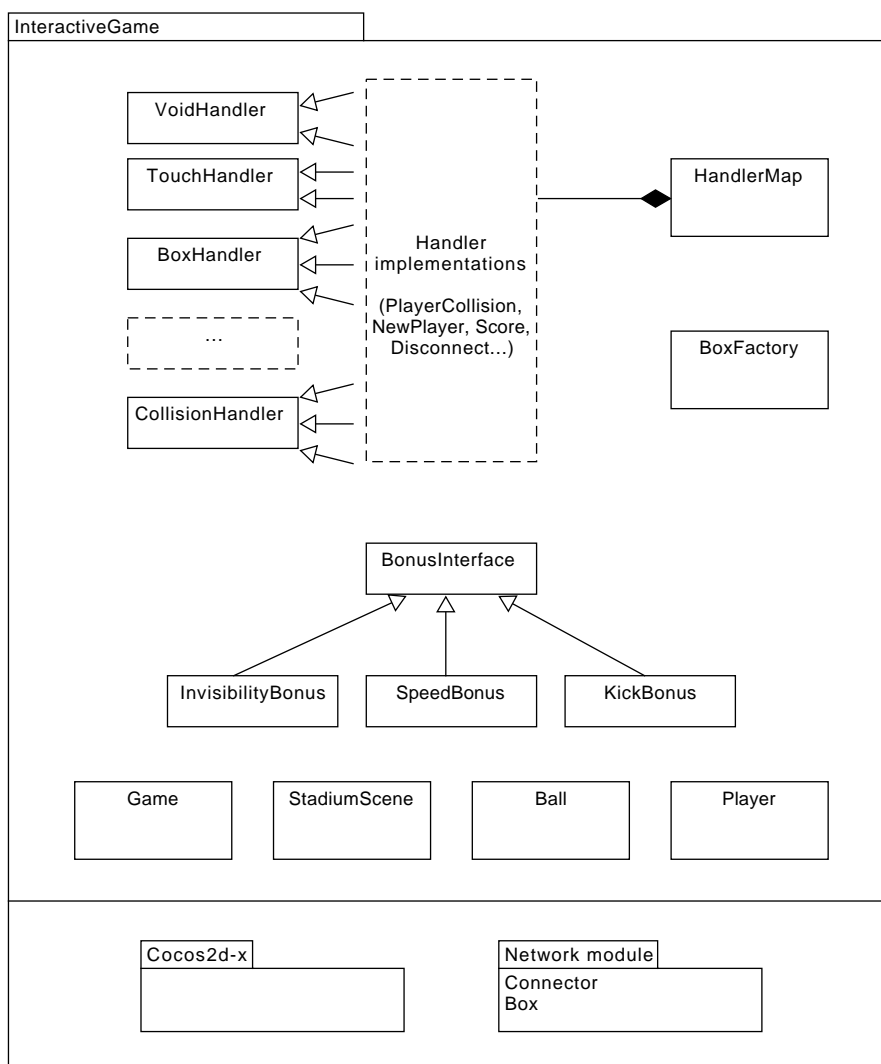 InteractiveGame
VoidHandler
TouchHandler
BoxHandler
...
CollisionHandler
Handler
implementations
(PlayerCollision,
NewPlayer, Score,
Disconnect...)
HandlerMap
BoxFactory
BonusInterface
InvisibilityBonus
SpeedBonus
KickBonus
Game
StadiumScene
Ball
Player
Cocos2d-x
Network module
Connector
Box